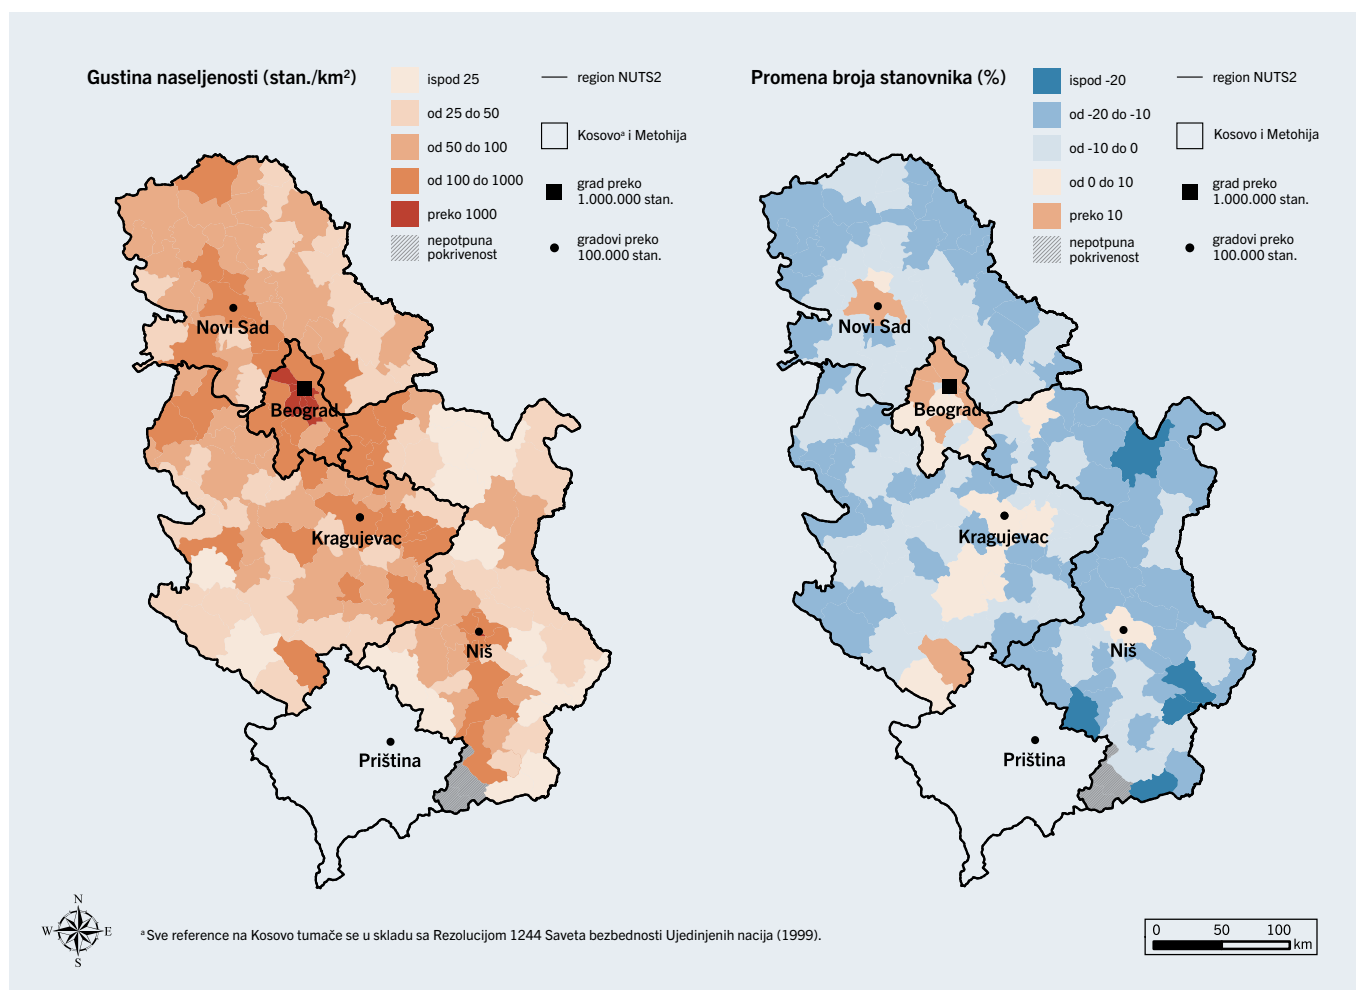 Gustina naseljenosti (stan./km²)
ispod 25
od 25 do 50
od 50 do 100
od 100 do 1000
preko 1000
nepotpuna
pokrivenost
region NUTS2
Kosovoᵃ i Metohija
grad preko
1.000.000 stan.
gradovi preko
100.000 stan.
Novi Sad
Beograd
Kragujevac
Niš
Priština
Promena broja stanovnika (%)
ispod -20
od -20 do -10
od -10 do 0
od 0 do 10
preko 10
nepotpuna
pokrivenost
region NUTS2
Kosovo i Metohija
grad preko
1.000.000 stan.
gradovi preko
100.000 stan.
Novi Sad
Beograd
Kragujevac
Niš
Priština
N
W E
S
ᵃ Sve reference na Kosovo tumače se u skladu sa Rezolucijom 1244 Saveta bezbednosti Ujedinjenih nacija (1999).
0 50 100
km